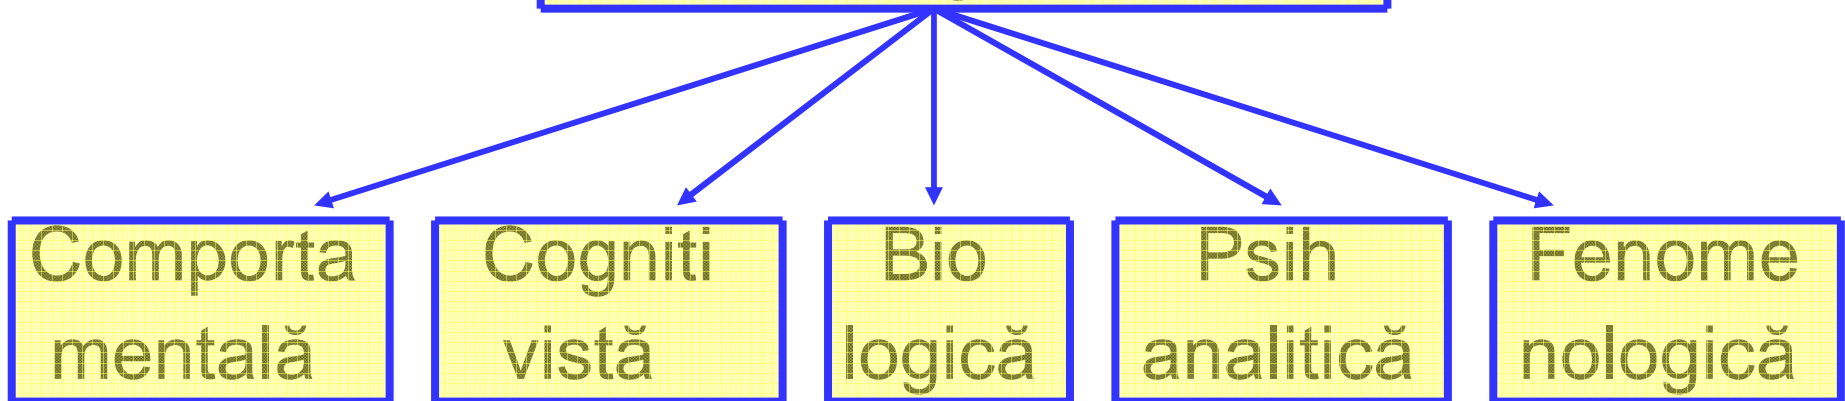 Comporta
mentală
Cogniti
vistă
Bio
logică
Psih
analitică
Fenome
nologică